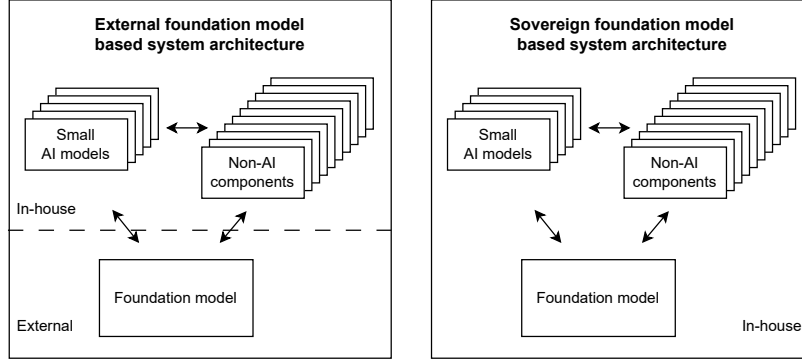 External foundation model
based system architecture
Small
AI models
Non-AI
components
In-house
Foundation model
External
Sovereign foundation model
based system architecture
Small
AI models
Non-AI
components
Foundation model
In-house